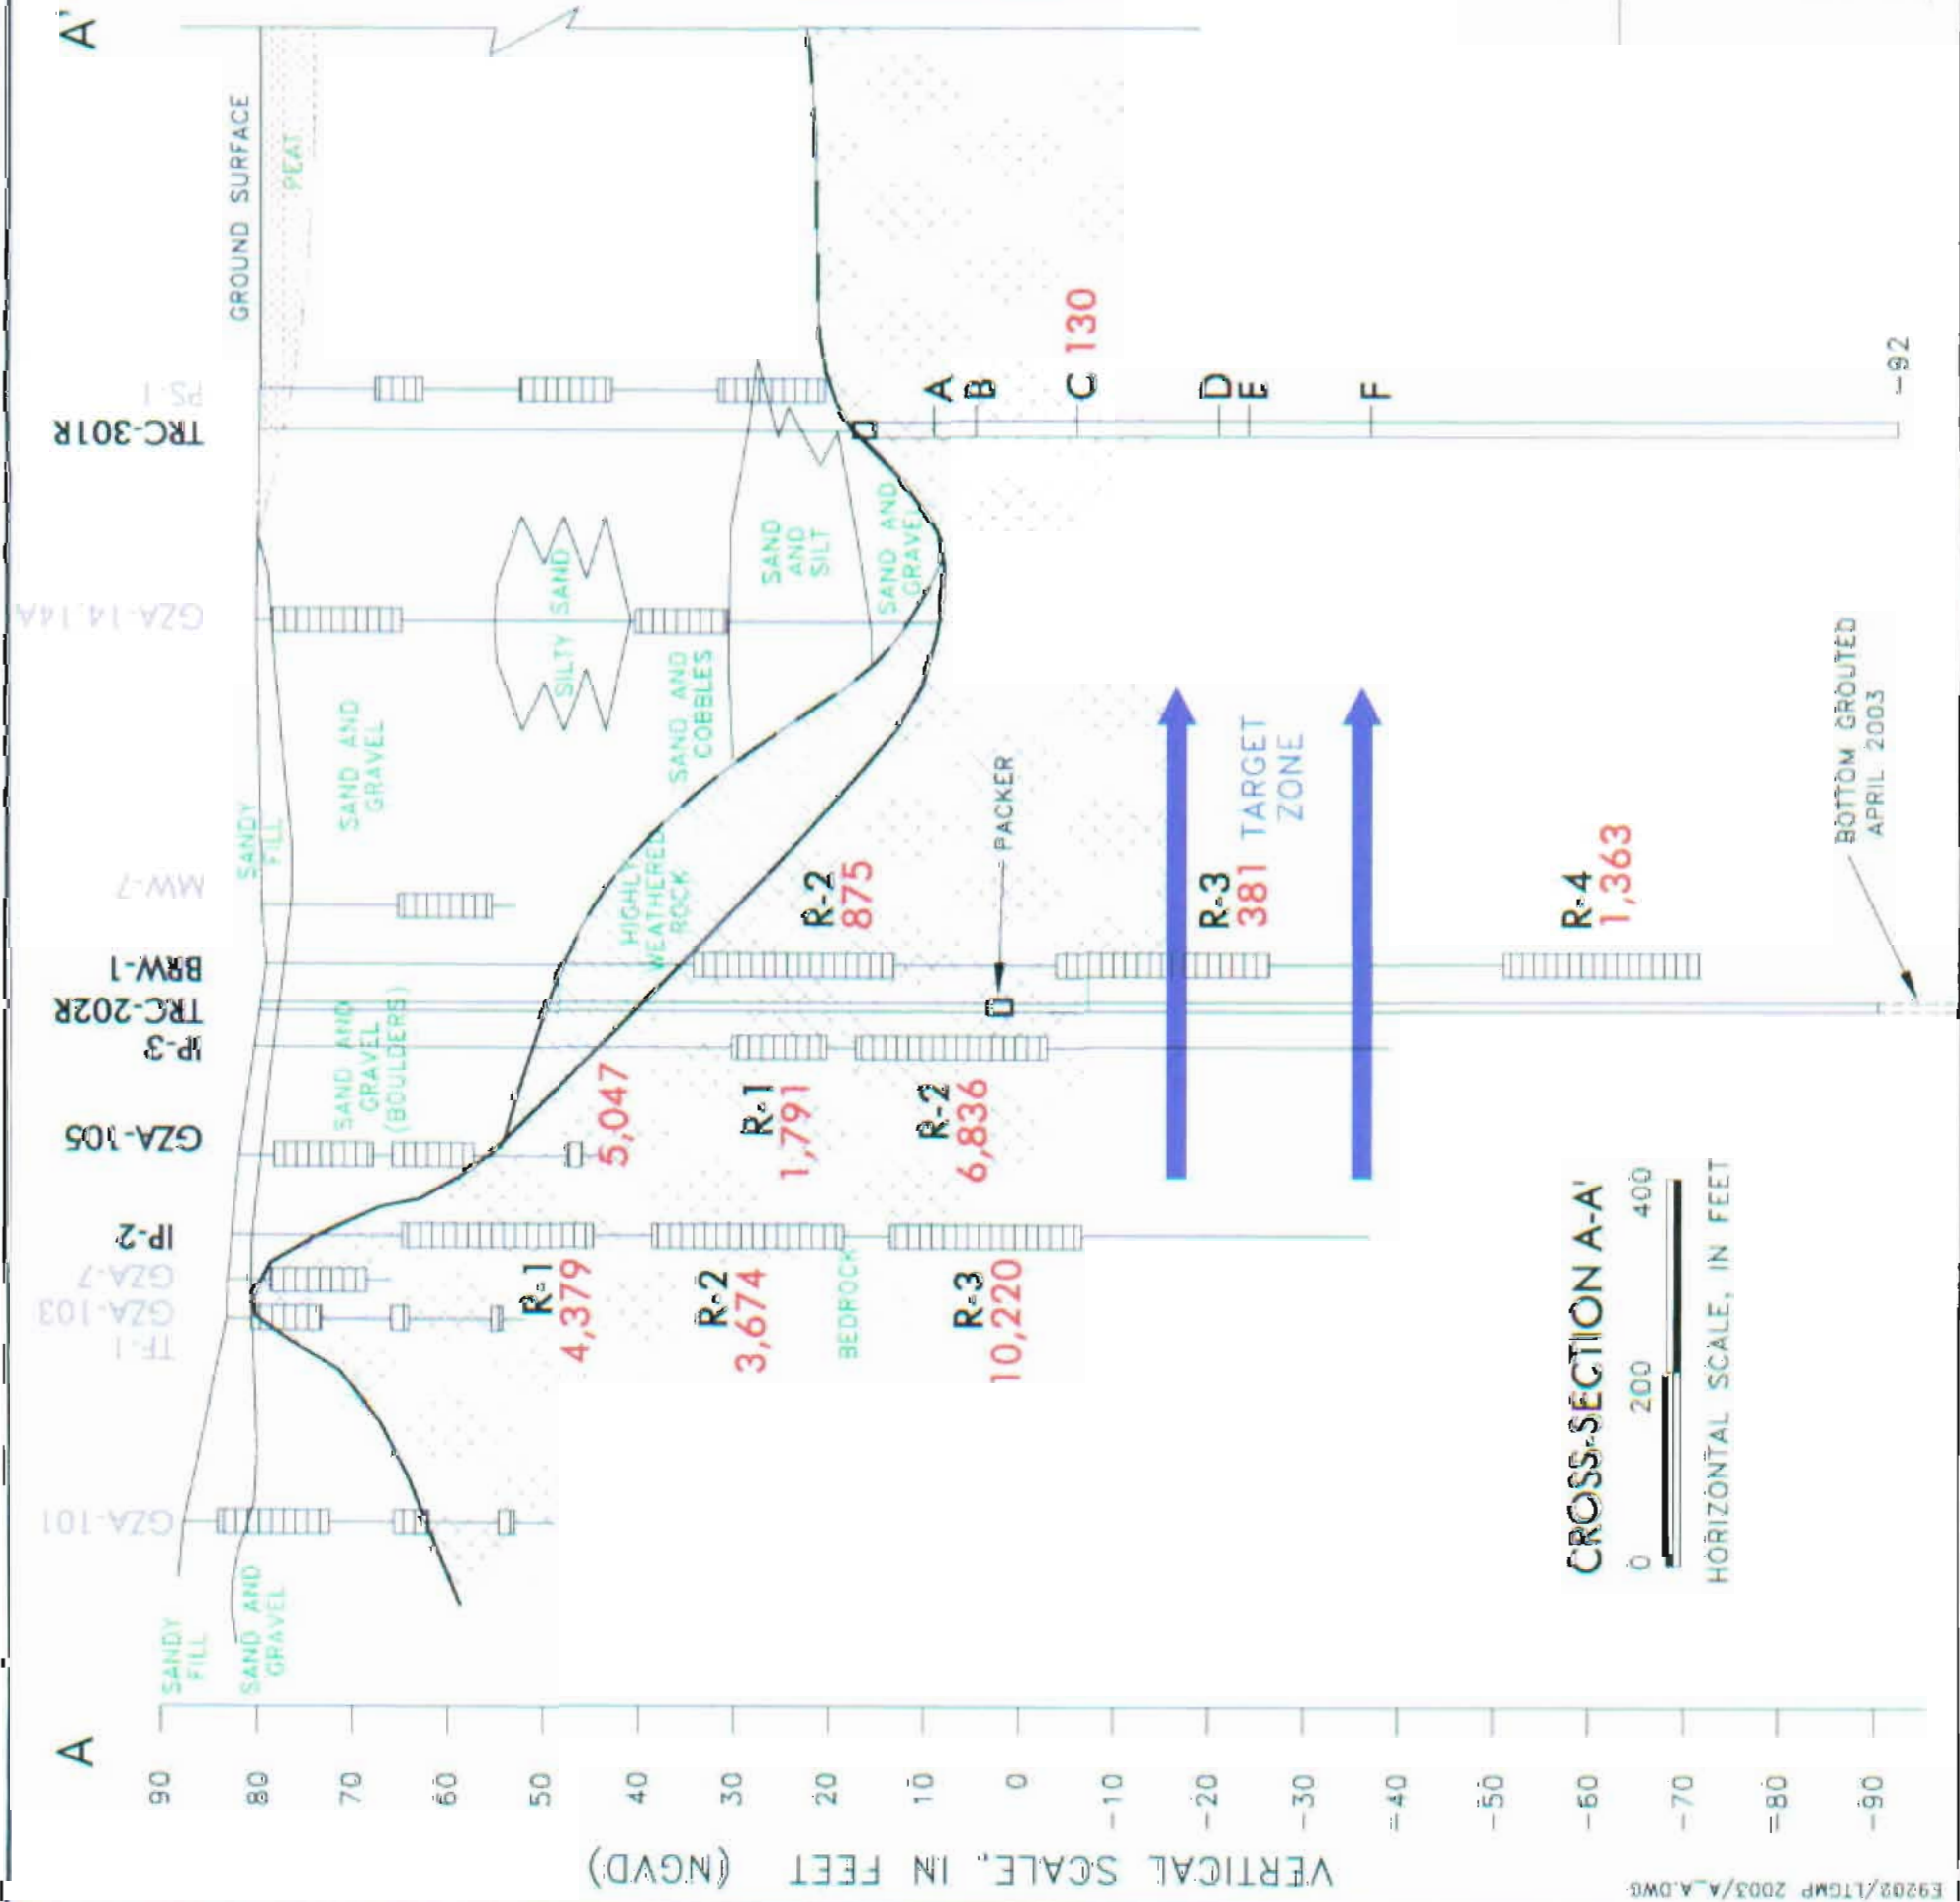 A
A'
GZA-101
TF-1
GZA-103
GZA-7
IP-2
GZA-105
IP-3
TRC-202R
BRW-1
MW-7
GZA-14.14A
TRC-301R
PS-1
GROUND SURFACE
PEAT
SANDY
FILL
SAND AND
GRAVEL
SANDY
FILL
SAND AND
GRAVEL
(BOULDERS)
SAND AND
GRAVEL
SILTY SAND
HIGHLY
WEATHERED
ROCK
SAND AND
COBBLES
SAND
AND
SILT
SAND AND
GRAVEL
R-1
4,379
R-2
3,674
BEDROCK
R-3
10,220
5,047
R-1
1,791
R-2
6,836
R-2
875
PACKER
R-3
381
TARGET
ZONE
R-4
1,363
A
B
C 130
D
E
F
-92
BOTTOM GROUTED
APRIL 2003
90
80
70
60
50
40
30
20
10
0
-10
-20
-30
-40
-50
-60
-70
-80
-90
VERTICAL SCALE, IN FEET (NGVD)
CROSS-SECTION A-A'
0 200 400
HORIZONTAL SCALE, IN FEET
E9202/LTGMP 2003/A_A.DWG